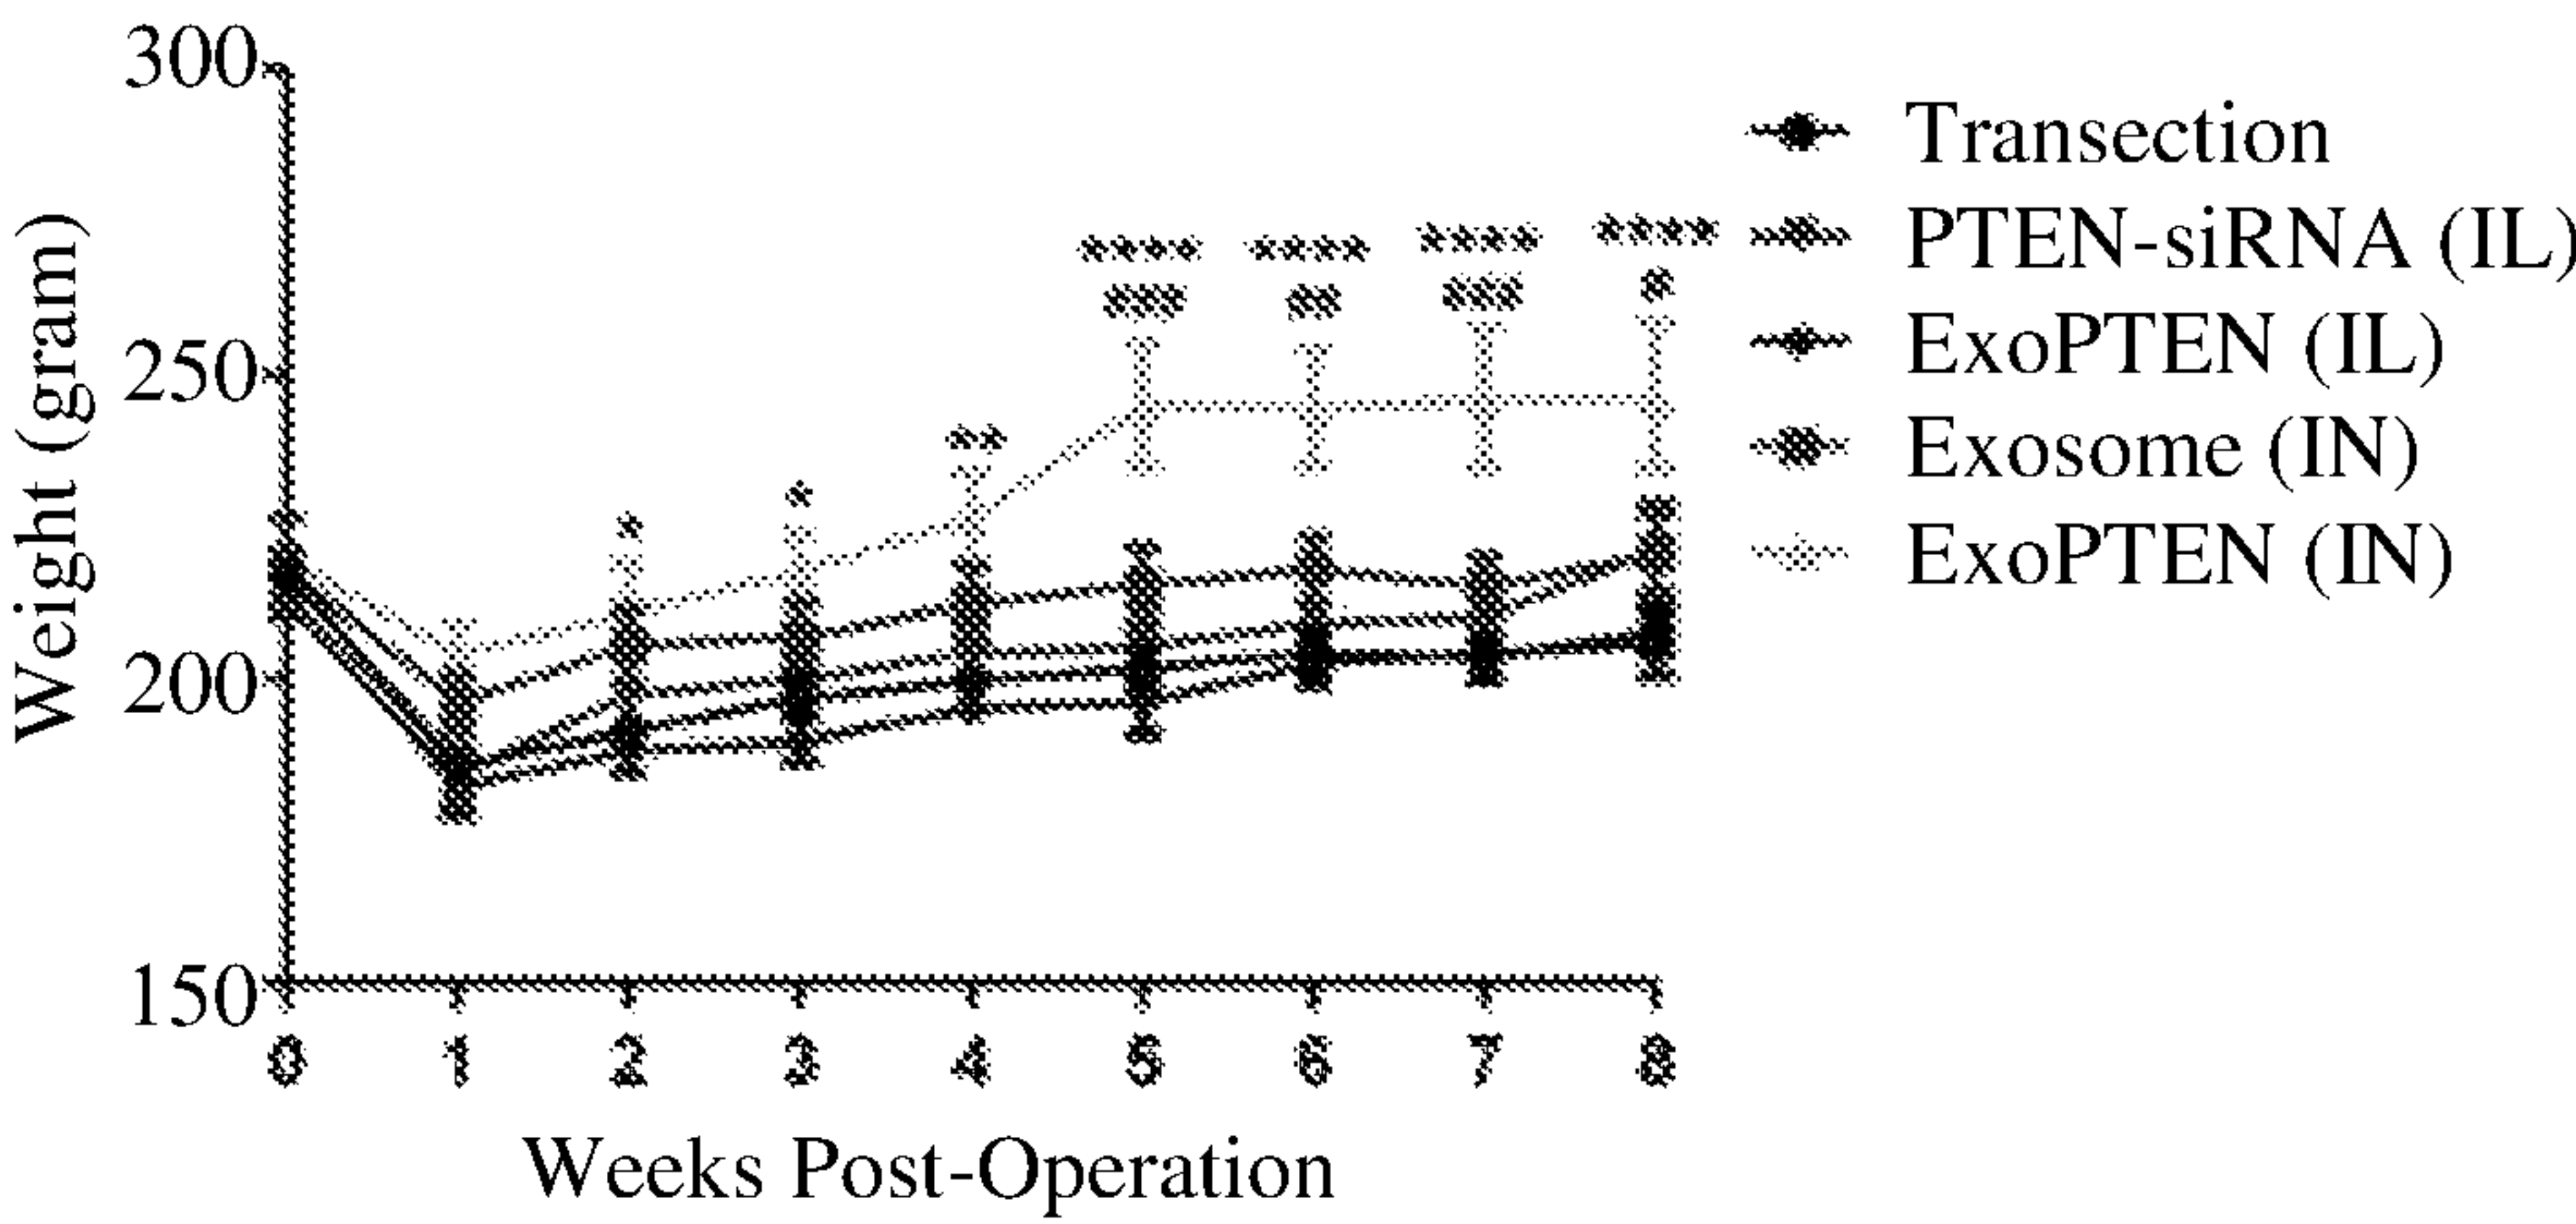 300
250
200
150
Weight (gram)
0 1 2 3 4 5 6 7 8
Weeks Post-Operation
Transection
PTEN-siRNA (IL)
ExoPTEN (IL)
Exosome (IN)
ExoPTEN (IN)
*
*
**
****
****
****
****